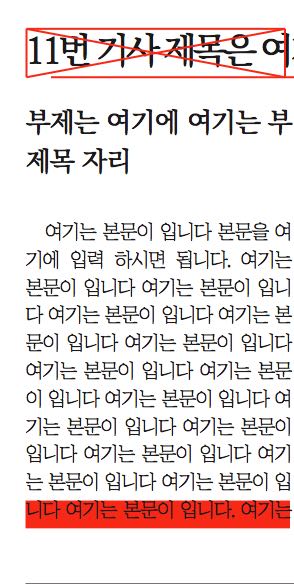 11번 기사 제목은 여
부제는 여기에 여기는 부
제목 자리
여기는 본문이 입니다 본문을 여
기에 입력 하시면 됩니다. 여기는
본문이 입니다 여기는 본문이 입니
다 여기는 본문이 입니다 여기는 본
문이 입니다 여기는 본문이 입니다
여기는 본문이 입니다 여기는 본문
이 입니다 여기는 본문이 입니다 여
기는 본문이 입니다 여기는 본문이
입니다 여기는 본문이 입니다 여기
는 본문이 입니다 여기는 본문이 입
니다 여기는 본문이 입니다. 여기는